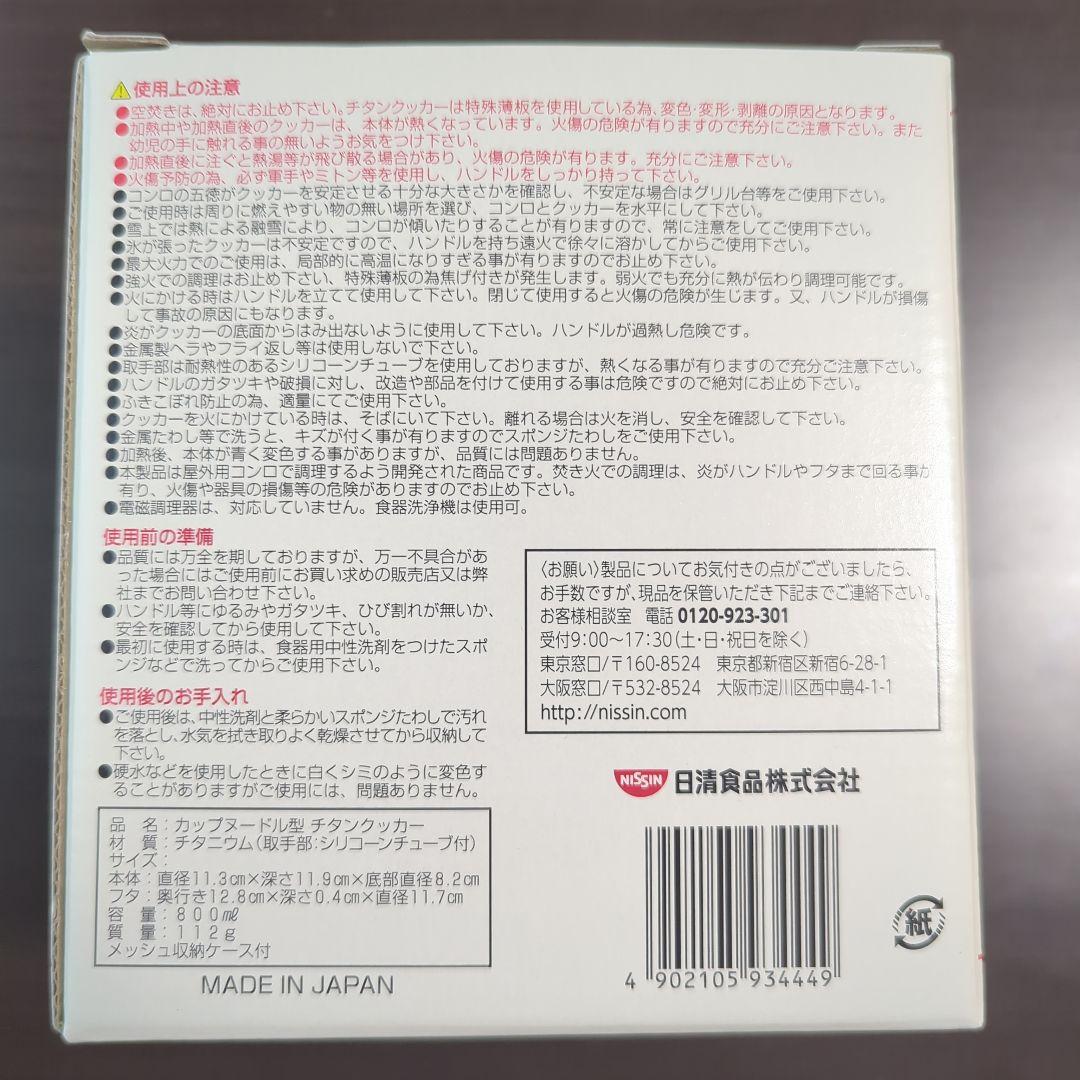 ⚠使用上の注意
●空焚きは、絶対にお止め下さい。チタンクッカーは特殊薄板を使用している為、変色・変形・剥離の原因となります。
●加熱中や加熱直後のクッカーは、本体が熱くなっています。火傷の危険が有りますので充分にご注意下さい。また
幼児の手に触れる事の無いようお気をつけ下さい。
●加熱直後に注ぐと熱湯等が飛び散る場合があり、火傷の危険が有ります。充分にご注意下さい。
●火傷予防の為、必ず軍手やミトン等を使用し、ハンドルをしっかり持って下さい。
●コンロの五徳がクッカーを安定させる十分な大きさかを確認し、不安定な場合はグリル台等をご使用下さい。
●ご使用時は周りに燃えやすい物の無い場所を選び、コンロとクッカーを水平にして下さい。
●雪上では熱による融雪により、コンロが傾いたりすることが有りますので、常に注意をしてご使用下さい。
●氷が張ったクッカーは不安定ですので、ハンドルを持ち遠火で徐々に溶かしてからご使用下さい。
●最大火力でのご使用は、局部的に高温になりすぎる事が有りますのでお止め下さい。
●強火での調理はお止め下さい、特殊薄板の為焦げ付きが発生します。弱火でも充分に熱が伝わり調理可能です。
●火にかける時はハンドルを立てて使用して下さい。閉じて使用すると火傷の危険が生じます。又、ハンドルが損傷
して事故の原因にもなります。
●炎がクッカーの底面からはみ出ないように使用して下さい。ハンドルが過熱し危険です。
●金属製ヘラやフライ返し等は使用しないで下さい。
●取手部は耐熱性のあるシリコーンチューブを使用しておりますが、熱くなる事が有りますので充分ご注意下さい。
●ハンドルのガタツキや破損に対し、改造や部品を付けて使用する事は危険ですので絶対にお止め下さい。
●ふきこぼれ防止の為、適量にてご使用下さい。
●クッカーを火にかけている時は、そばにいて下さい。離れる場合は火を消し、安全を確認して下さい。
●金属たわし等で洗うと、キズが付く事が有りますのでスポンジたわしをご使用下さい。
●加熱後、本体が青く変色する事がありますが、品質には問題ありません。
●本製品は屋外用コンロで調理するよう開発された商品です。焚き火での調理は、炎がハンドルやフタまで回る事が
有り、火傷や器具の損傷等の危険がありますのでお止め下さい。
●電磁調理器は、対応していません。食器洗浄機は使用可。
使用前の準備
●品質には万全を期しておりますが、万一不具合があ
った場合にはご使用前にお買い求めの販売店又は弊
社までお問い合わせ下さい。
●ハンドル等にゆるみやガタツキ、ひび割れが無いか、
安全を確認してから使用して下さい。
●最初に使用する時は、食器用中性洗剤をつけたスポ
ンジなどで洗ってからご使用下さい。
使用後のお手入れ
●ご使用後は、中性洗剤と柔らかいスポンジたわしで汚れ
を落とし、水気を拭き取りよく乾燥させてから収納して
下さい。
●硬水などを使用したときに白くシミのように変色す
ることがありますがご使用には、問題ありません。
品 名：カップヌードル型 チタンクッカー
材 質：チタニウム（取手部：シリコーンチューブ付）
サイズ：
本体：直径11.3㎝×深さ11.9㎝×底部直径8.2㎝
フタ：奥行き12.8㎝×深さ0.4㎝×直径11.7㎝
容 量：800㎖
質 量：112g
メッシュ収納ケース付
MADE IN JAPAN
〈お願い〉製品についてお気付きの点がございましたら、
お手数ですが、現品を保管いただき下記までご連絡下さい。
お客様相談室 電話 0120-923-301
受付9:00〜17:30（土・日・祝日を除く）
東京窓口/〒160-8524 東京都新宿区新宿6-28-1
大阪窓口/〒532-8524 大阪市淀川区西中島4-1-1
http://nissin.com
NISSIN 日清食品株式会社
4 902105 934449
紙